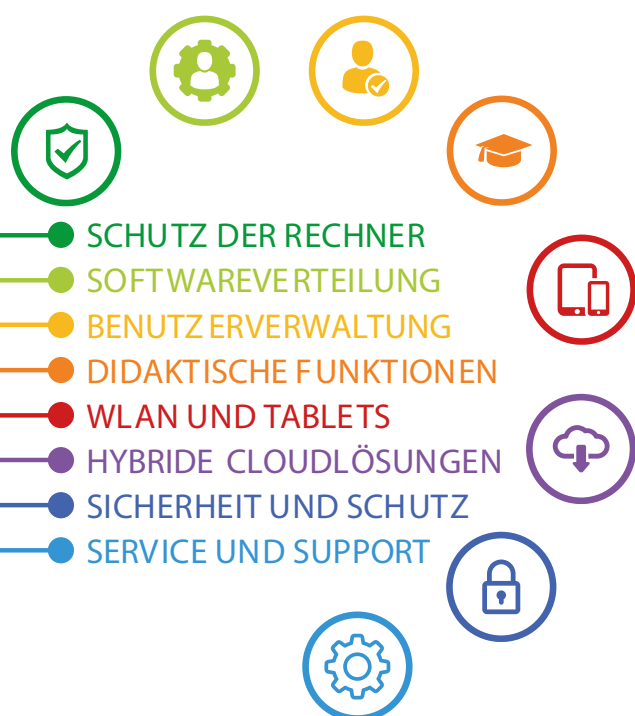 SCHUTZ DER RECHNER
SOFTWAREVERTEILUNG
BENUTZERVERWALTUNG
DIDAKTISCHE FUNKTIONEN
WLAN UND TABLETS
HYBRIDE CLOUDLÖSUNGEN
SICHERHEIT UND SCHUTZ
SERVICE UND SUPPORT